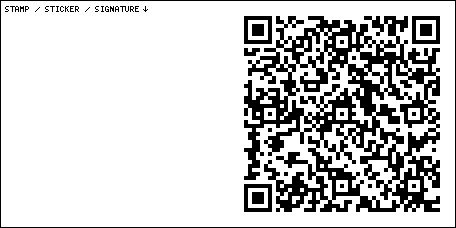 STAMP / STICKER / SIGNATURE ↓